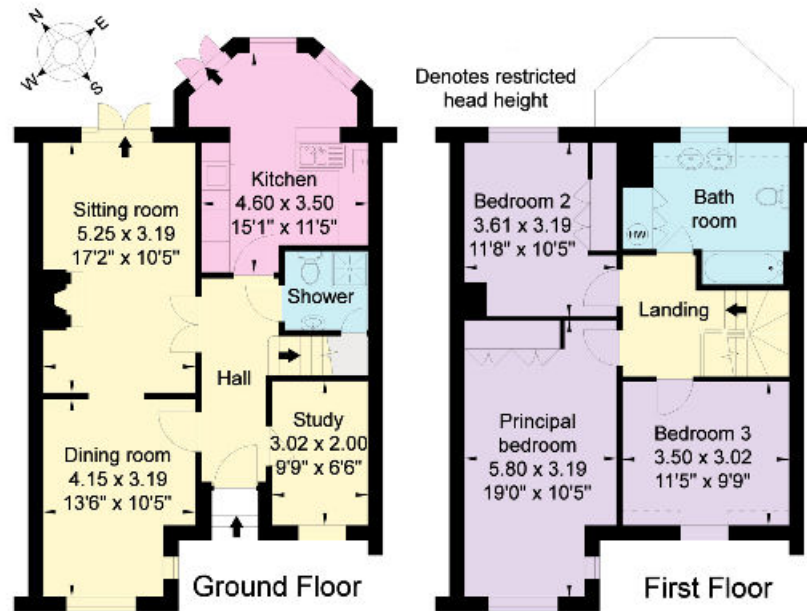 N
E
W
S
Denotes restricted
head height
Kitchen
4.60 x 3.50
15'1" x 11'5"
Sitting room
5.25 x 3.19
17'2" x 10'5"
Shower
Hall
Study
3.02 x 2.00
9'9" x 6'6"
Dining room
4.15 x 3.19
13'6" x 10'5"
Ground Floor
Bedroom 2
3.61 x 3.19
11'8" x 10'5"
Bath
room
HW
Landing
Principal
bedroom
5.80 x 3.19
19'0" x 10'5"
Bedroom 3
3.50 x 3.02
11'5" x 9'9"
First Floor